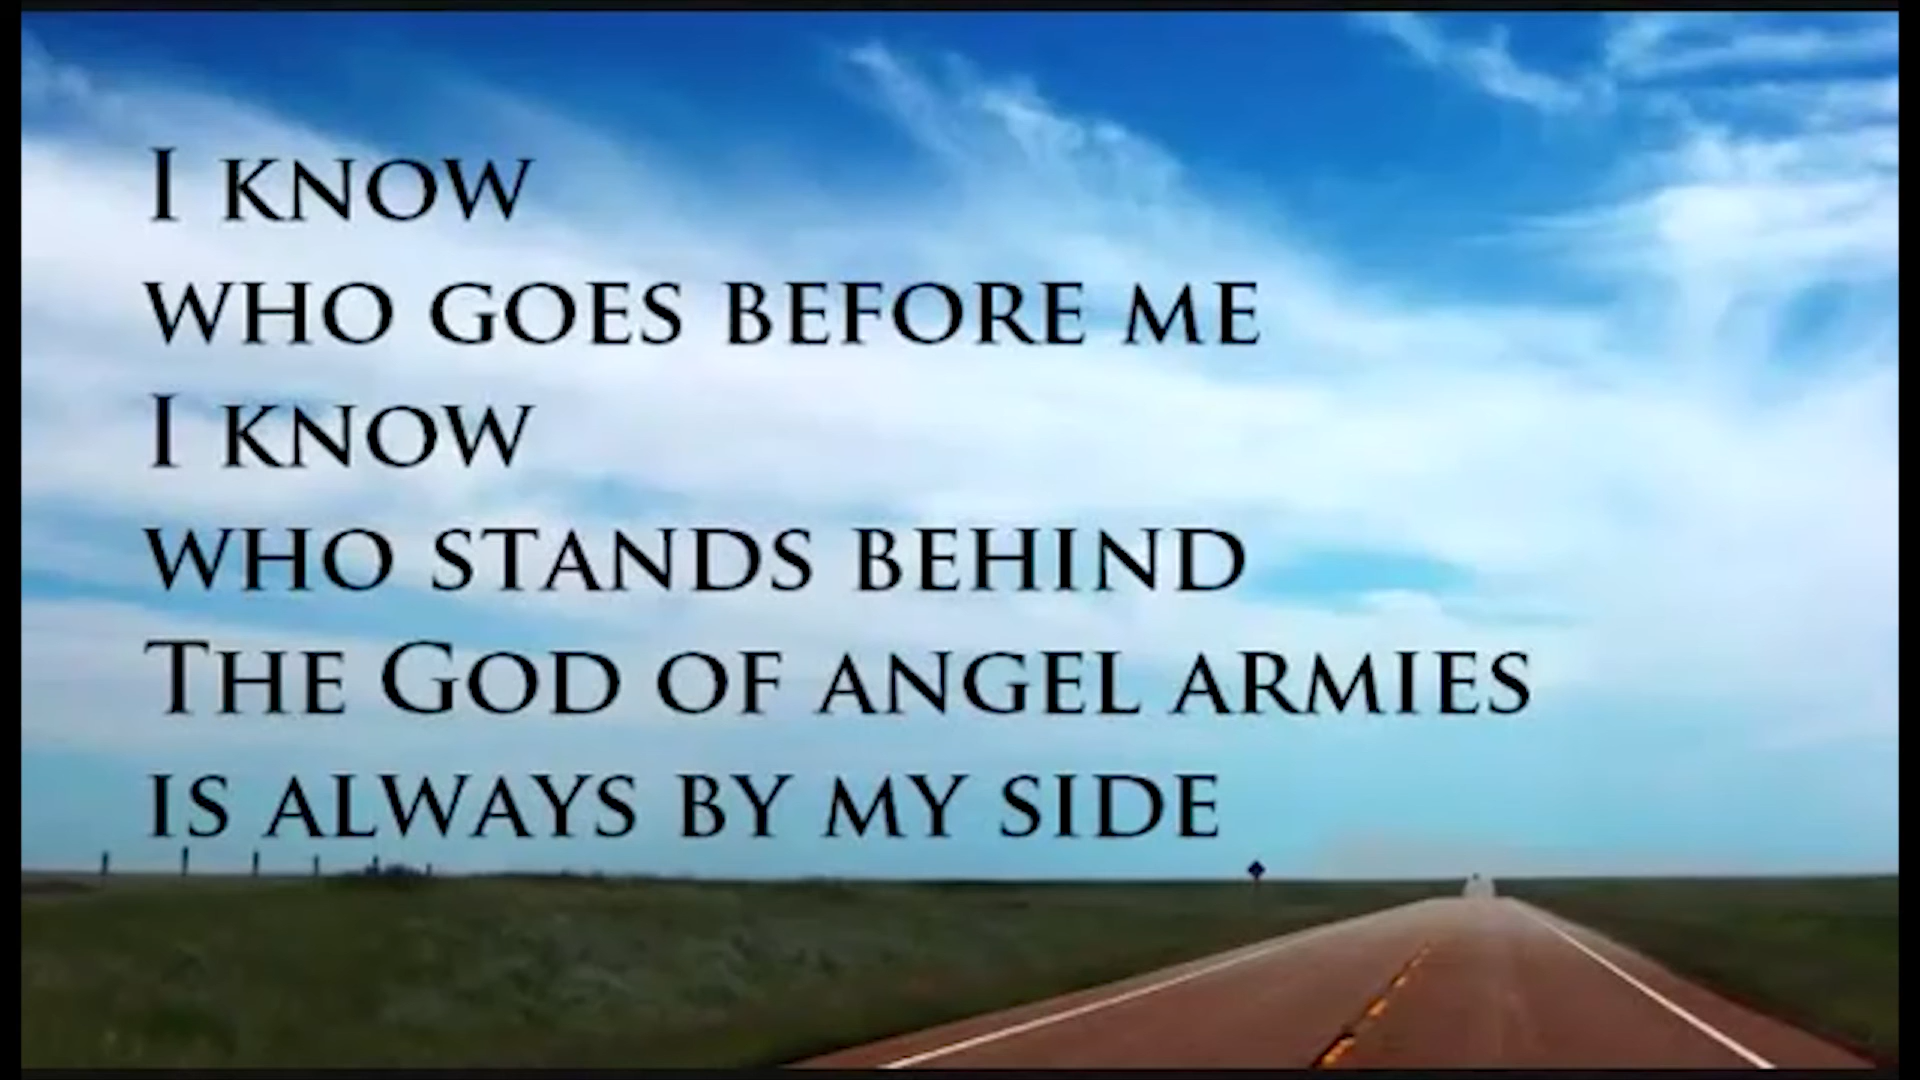 I know
who goes before me
I know
who stands behind
The God of angel armies
is always by my side